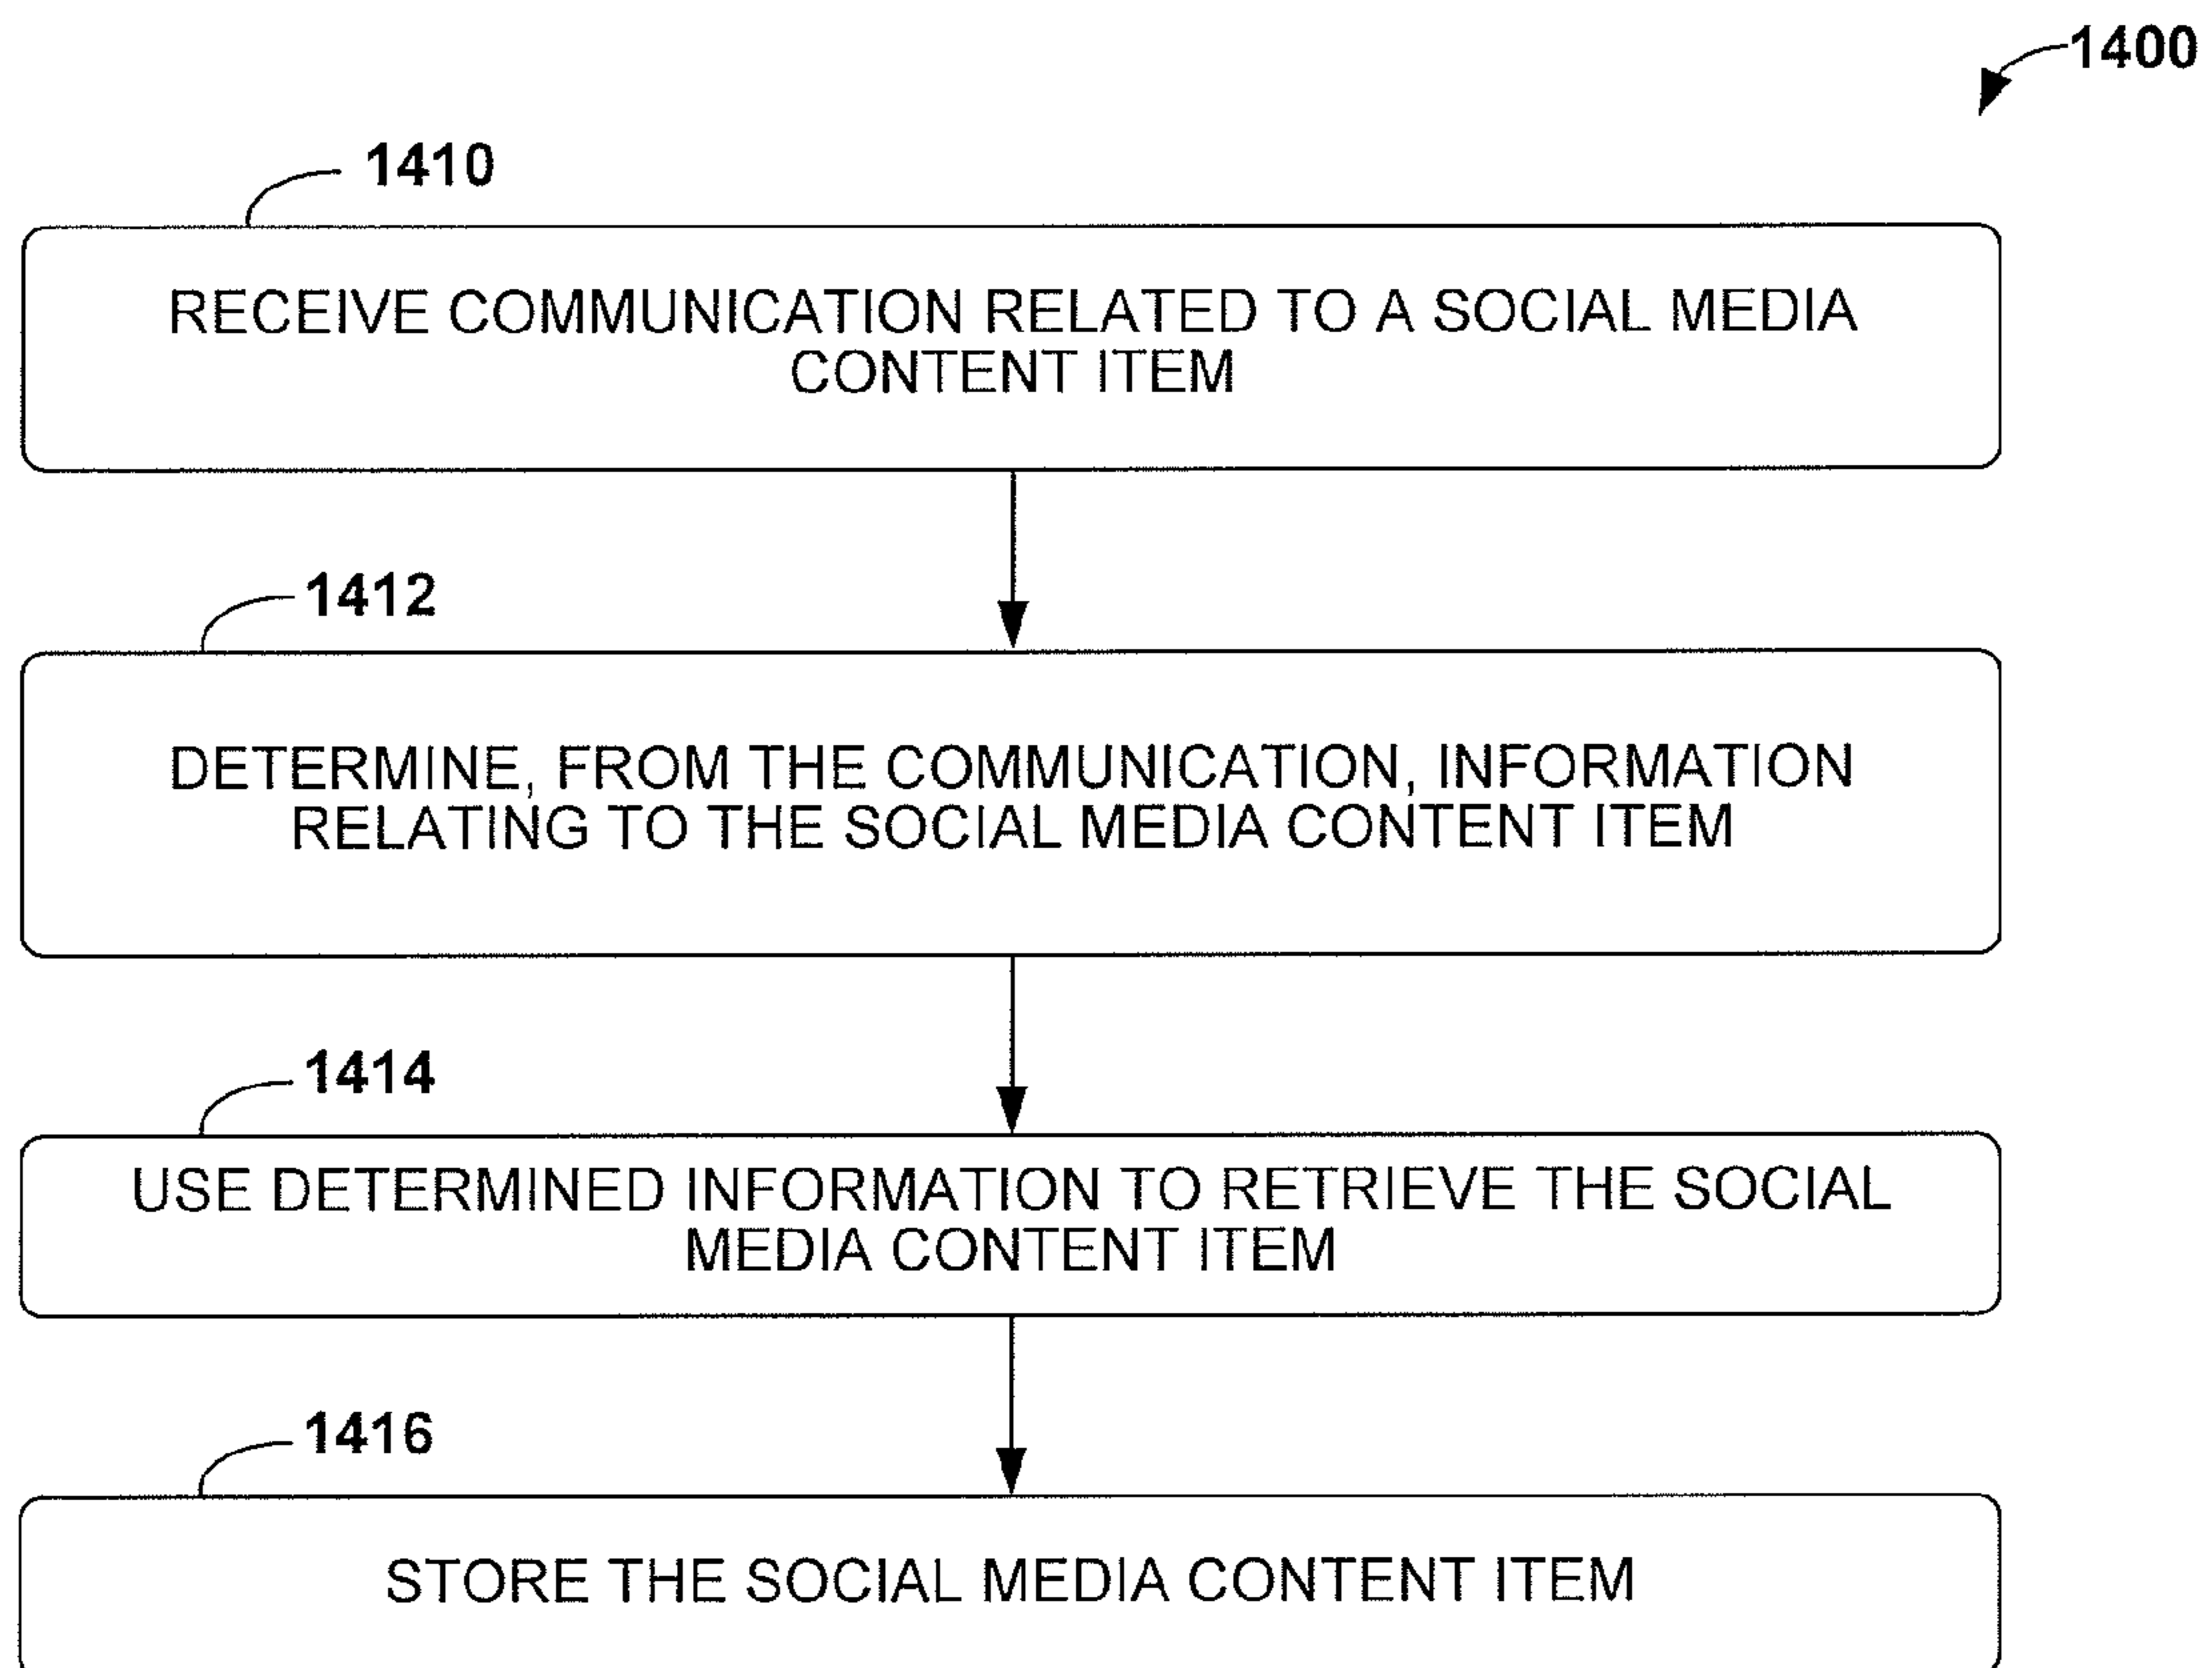 1400
1410
RECEIVE COMMUNICATION RELATED TO A SOCIAL MEDIA
CONTENT ITEM
1412
DETERMINE, FROM THE COMMUNICATION, INFORMATION
RELATING TO THE SOCIAL MEDIA CONTENT ITEM
1414
USE DETERMINED INFORMATION TO RETRIEVE THE SOCIAL
MEDIA CONTENT ITEM
1416
STORE THE SOCIAL MEDIA CONTENT ITEM